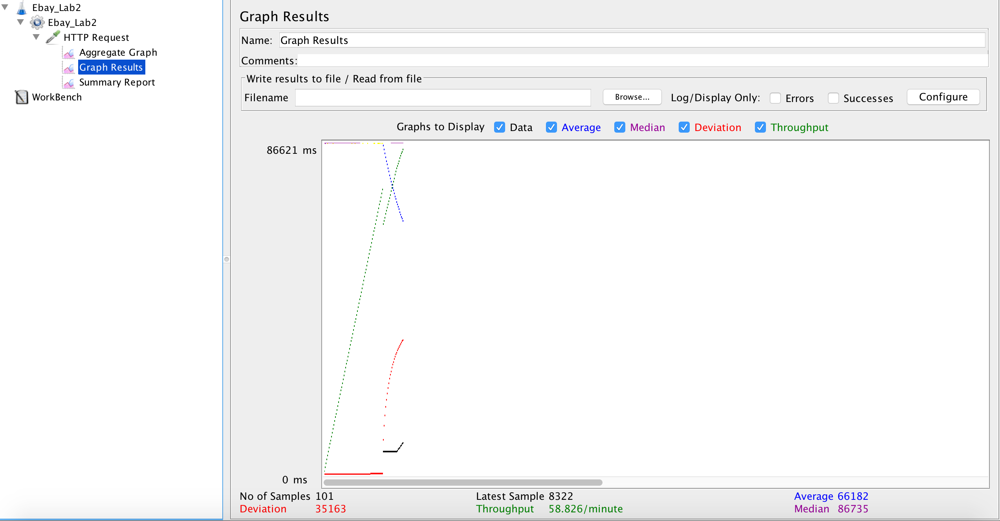 Ebay_Lab2
Ebay_Lab2
HTTP Request
Aggregate Graph
Graph Results
Summary Report
WorkBench
Graph Results
Name: Graph Results
Comments:
Write results to file / Read from file
Filename Browse... Log/Display Only: Errors Successes Configure
Graphs to Display Data Average Median Deviation Throughput
86621 ms
0 ms
No of Samples 101 Latest Sample 8322 Average 66182
Deviation 35163 Throughput 58.826/minute Median 86735